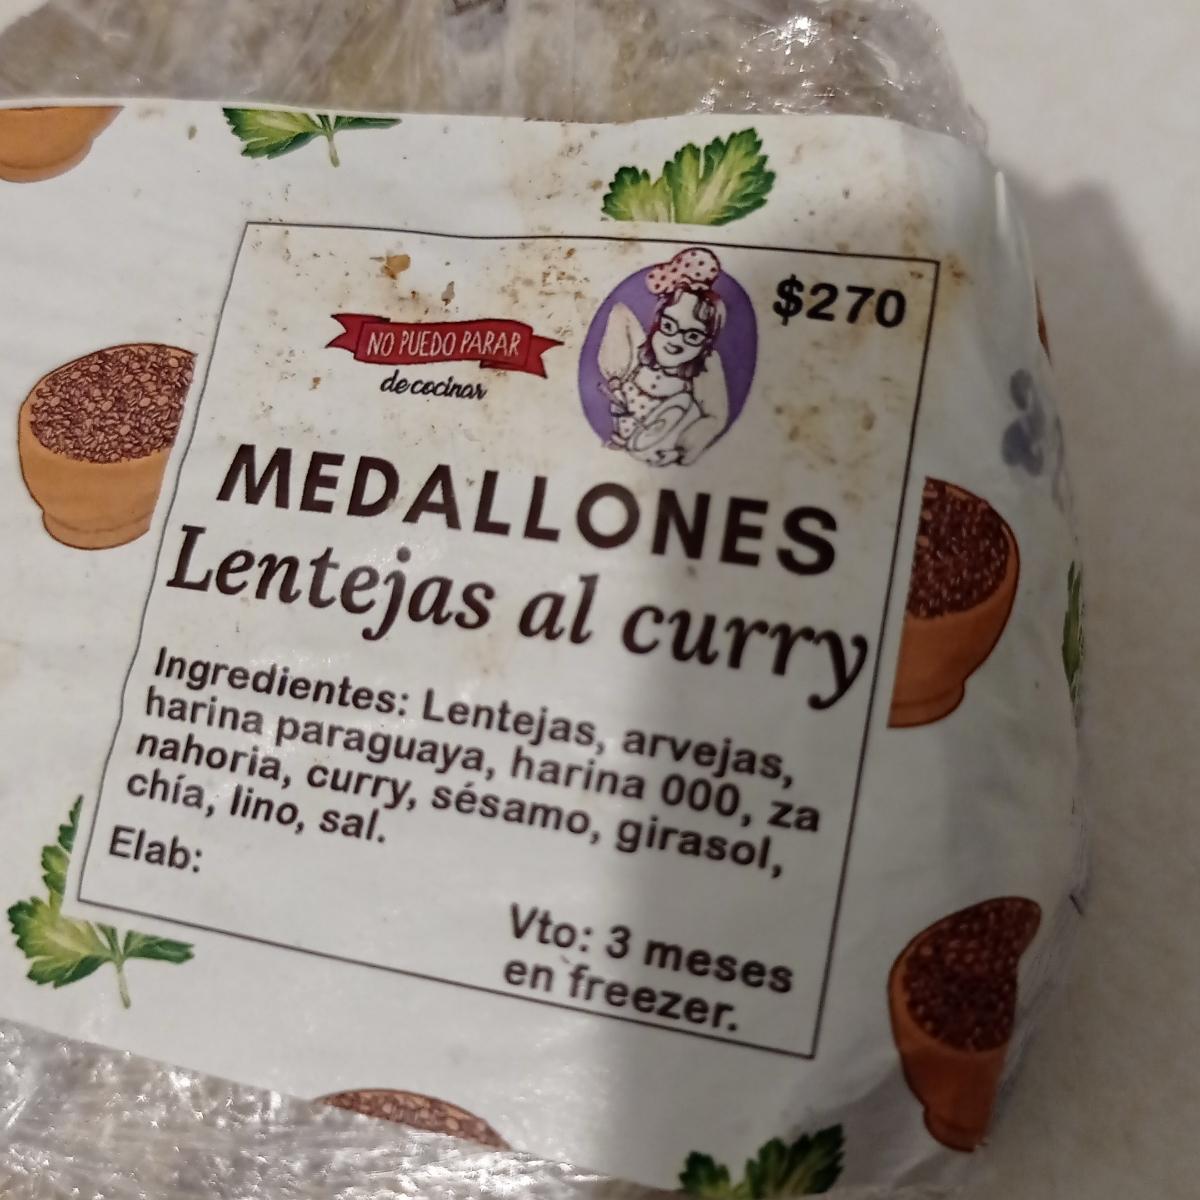 $270
NO PUEDO PARAR
de cocinar
MEDALLONES
Lentejas al curry
Ingredientes: Lentejas, arvejas,
harina paraguaya, harina 000, za
nahoria, curry, sésamo, girasol,
chía, lino, sal.
Elab:
Vto: 3 meses
en freezer.